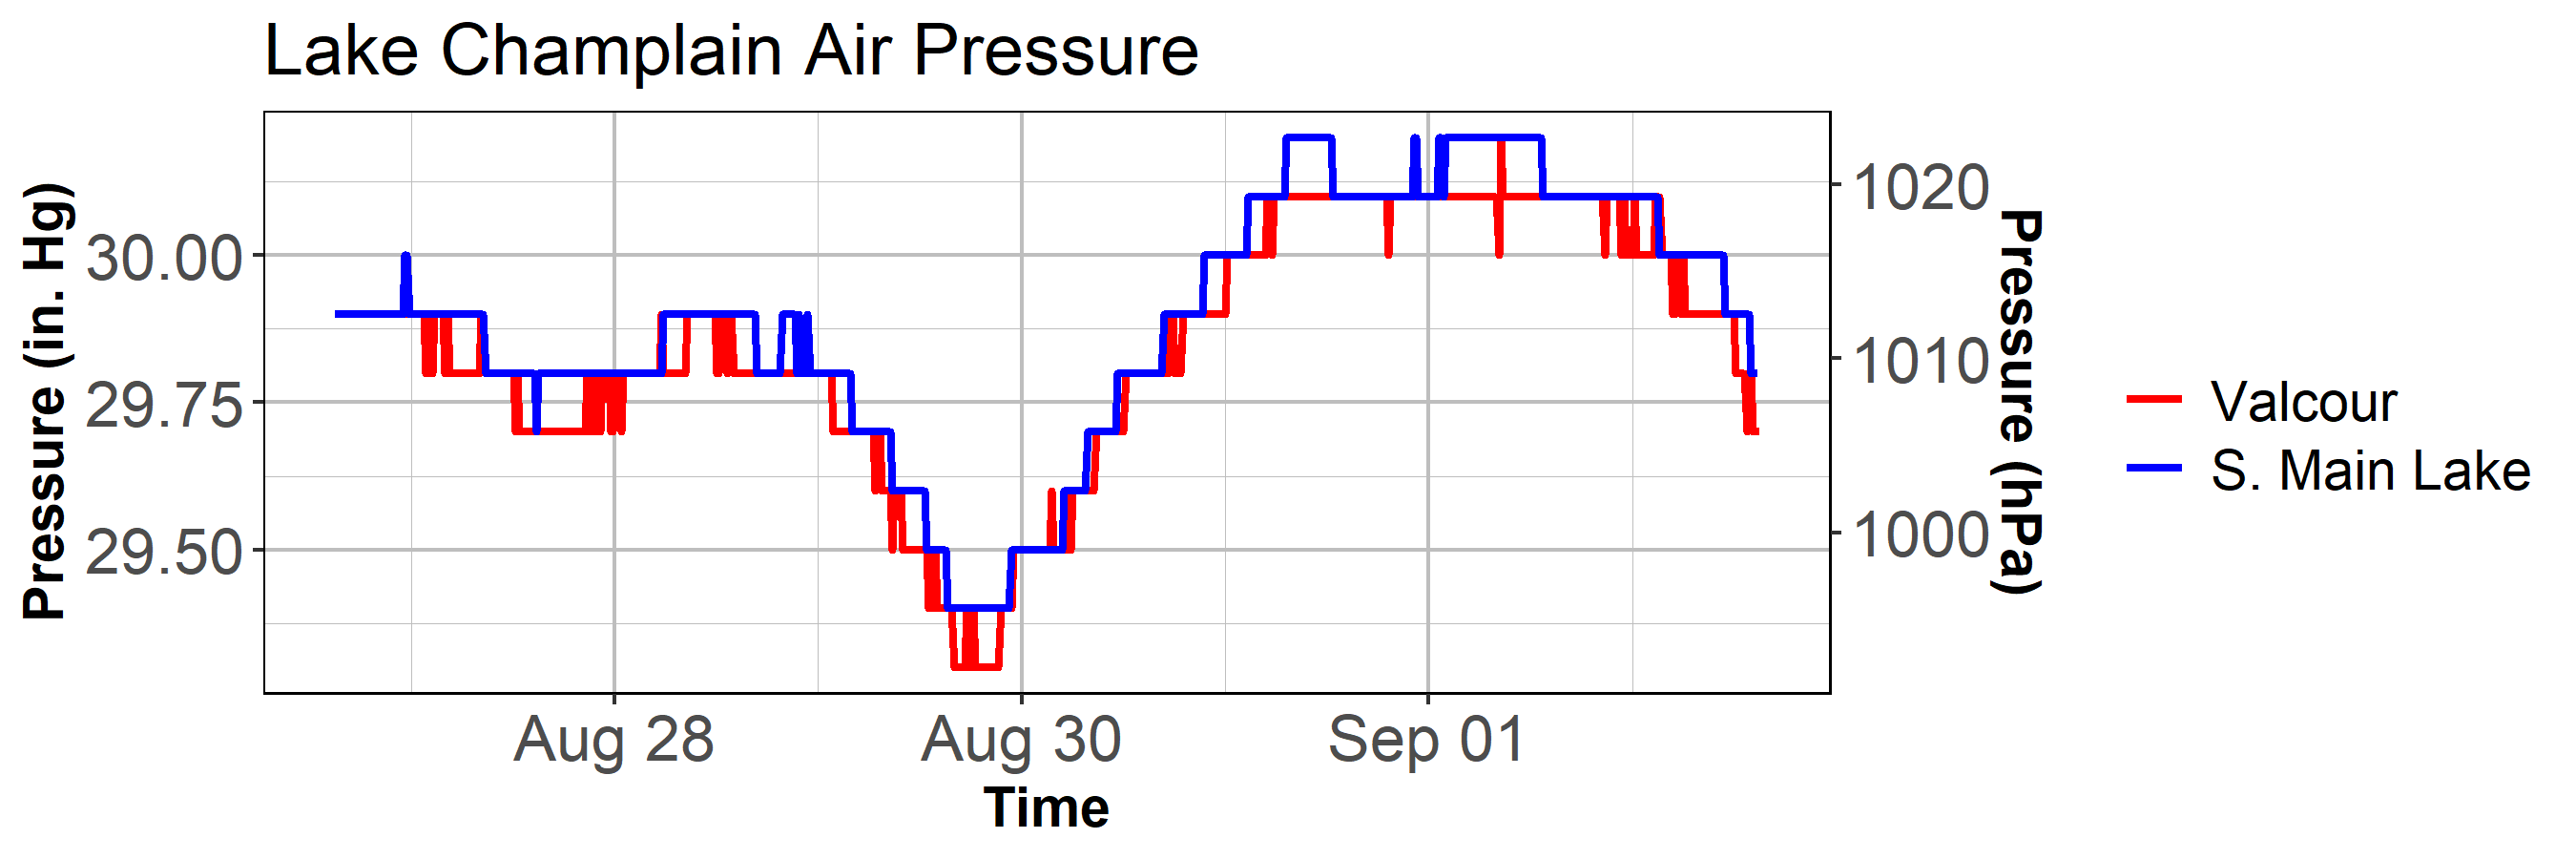 Lake Champlain Air Pressure
Pressure (in. Hg)
30.00
29.75
29.50
1020
1010
1000
Pressure (hPa)
Aug 28
Aug 30
Sep 01
Time
Valcour
S. Main Lake